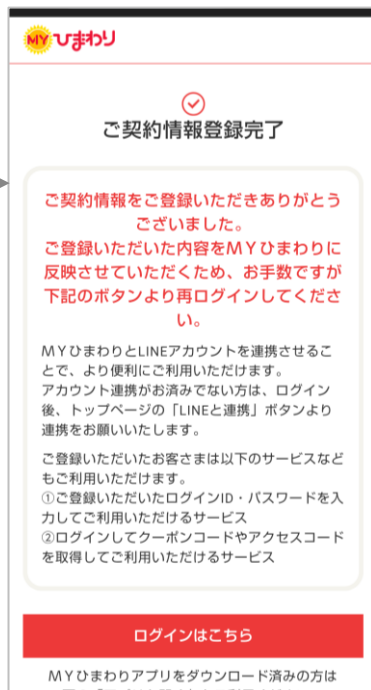 MYひまわり
ご契約情報登録完了
ご契約情報をご登録いただきありがとう
ございました。
ご登録いただいた内容をMYひまわりに
反映させていただくため、お手数ですが
下記のボタンより再ログインしてくださ
い。
MYひまわりとLINEアカウントを連携させるこ
とで、より便利にご利用いただけます。
アカウント連携がお済みでない方は、ログイン
後、トップページの「LINEと連携」ボタンより
連携をお願いいたします。
ご登録いただいたお客さまは以下のサービスなど
もご利用いただけます。
①ご登録いただいたログインID・パスワードを入
力してご利用いただけるサービス
②ログインしてクーポンコードやアクセスコード
を取得してご利用いただけるサービス
ログインはこちら
MYひまわりアプリをダウンロード済みの方は